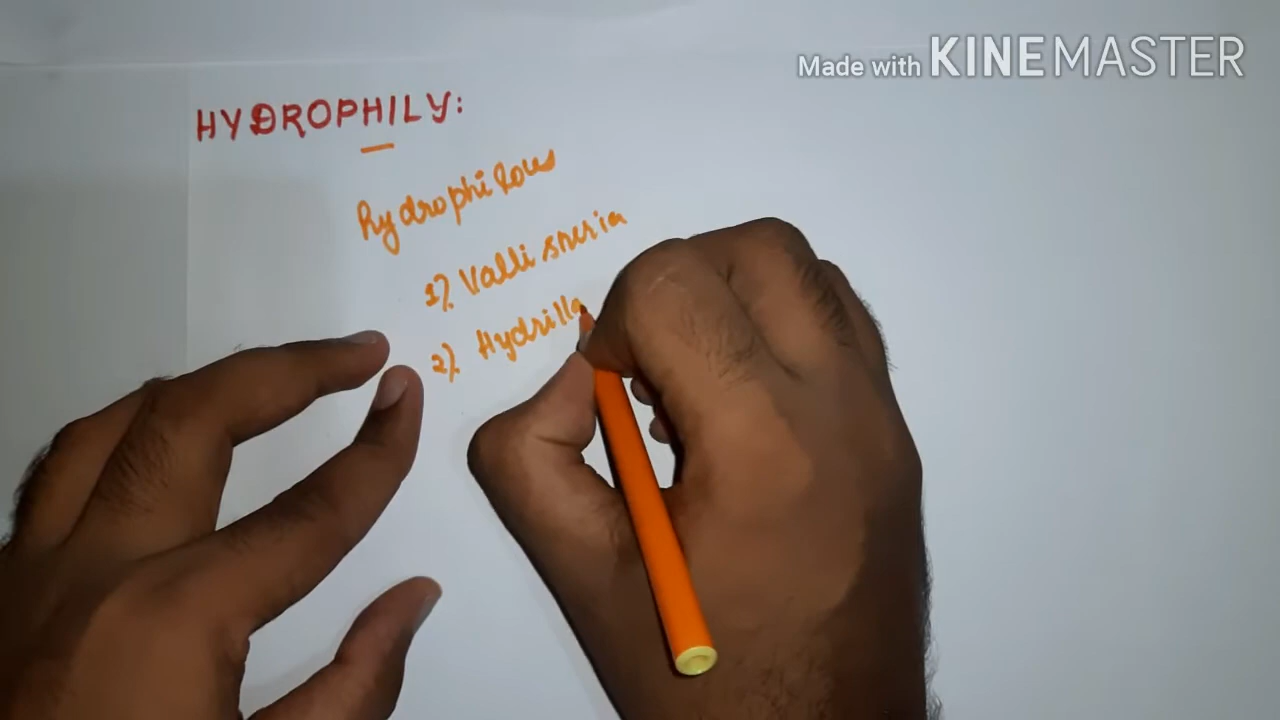 Made with KINEMASTER
HYDROPHILY:
hydrophilous
1) Vallisneria
2) Hydrilla